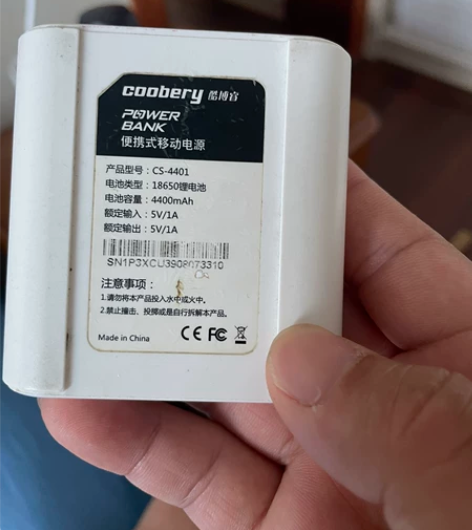 coobery 酷博睿
POWER
BANK
便携式移动电源
产品型号：CS-4401
电池类型：18650锂电池
电池容量：4400mAh
额定输入：5V/1A
额定输出：5V/1A
SN1P3XCU3908073310
注意事项：
1.请勿将本产品投入水中或火中。
2.禁止撞击、投掷或是自行拆解本产品。
Made in China CE FC